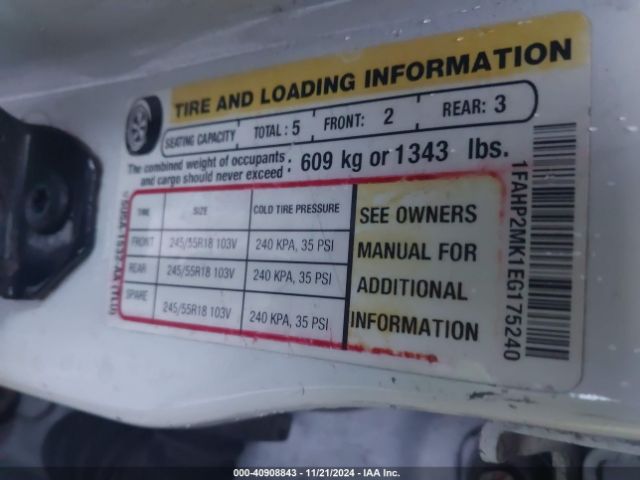 TIRE AND LOADING INFORMATION
SEATING CAPACITY TOTAL : 5 FRONT: 2 REAR: 3
The combined weight of occupants and cargo should never exceed : 609 kg or 1343 lbs.
TIRE SIZE COLD TIRE PRESSURE
FRONT 245/55R18 103V 240 KPA, 35 PSI
REAR 245/55R18 103V 240 KPA, 35 PSI
SPARE 245/55R18 103V 240 KPA, 35 PSI
SEE OWNERS
MANUAL FOR
ADDITIONAL
INFORMATION
1FAHP2MK1EG175240
000-40908843 - 11/21/2024 - IAA Inc.